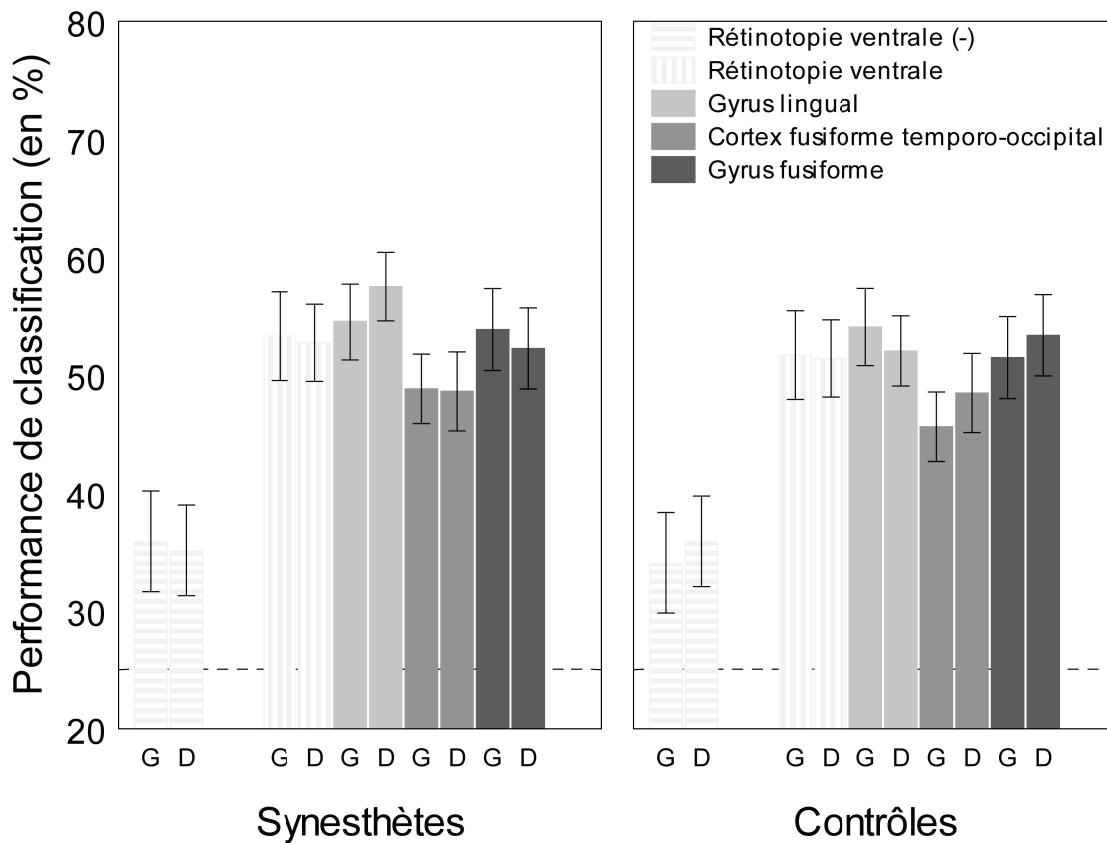 Performance de classification (en %)
80
70
60
50
40
30
20
Rétinotopie ventrale (-)
Rétinotopie ventrale
Gyrus lingual
Cortex fusiforme temporo-occipital
Gyrus fusiforme
G D G D G D G D G D
G D G D G D G D G D
Synesthètes
Contrôles